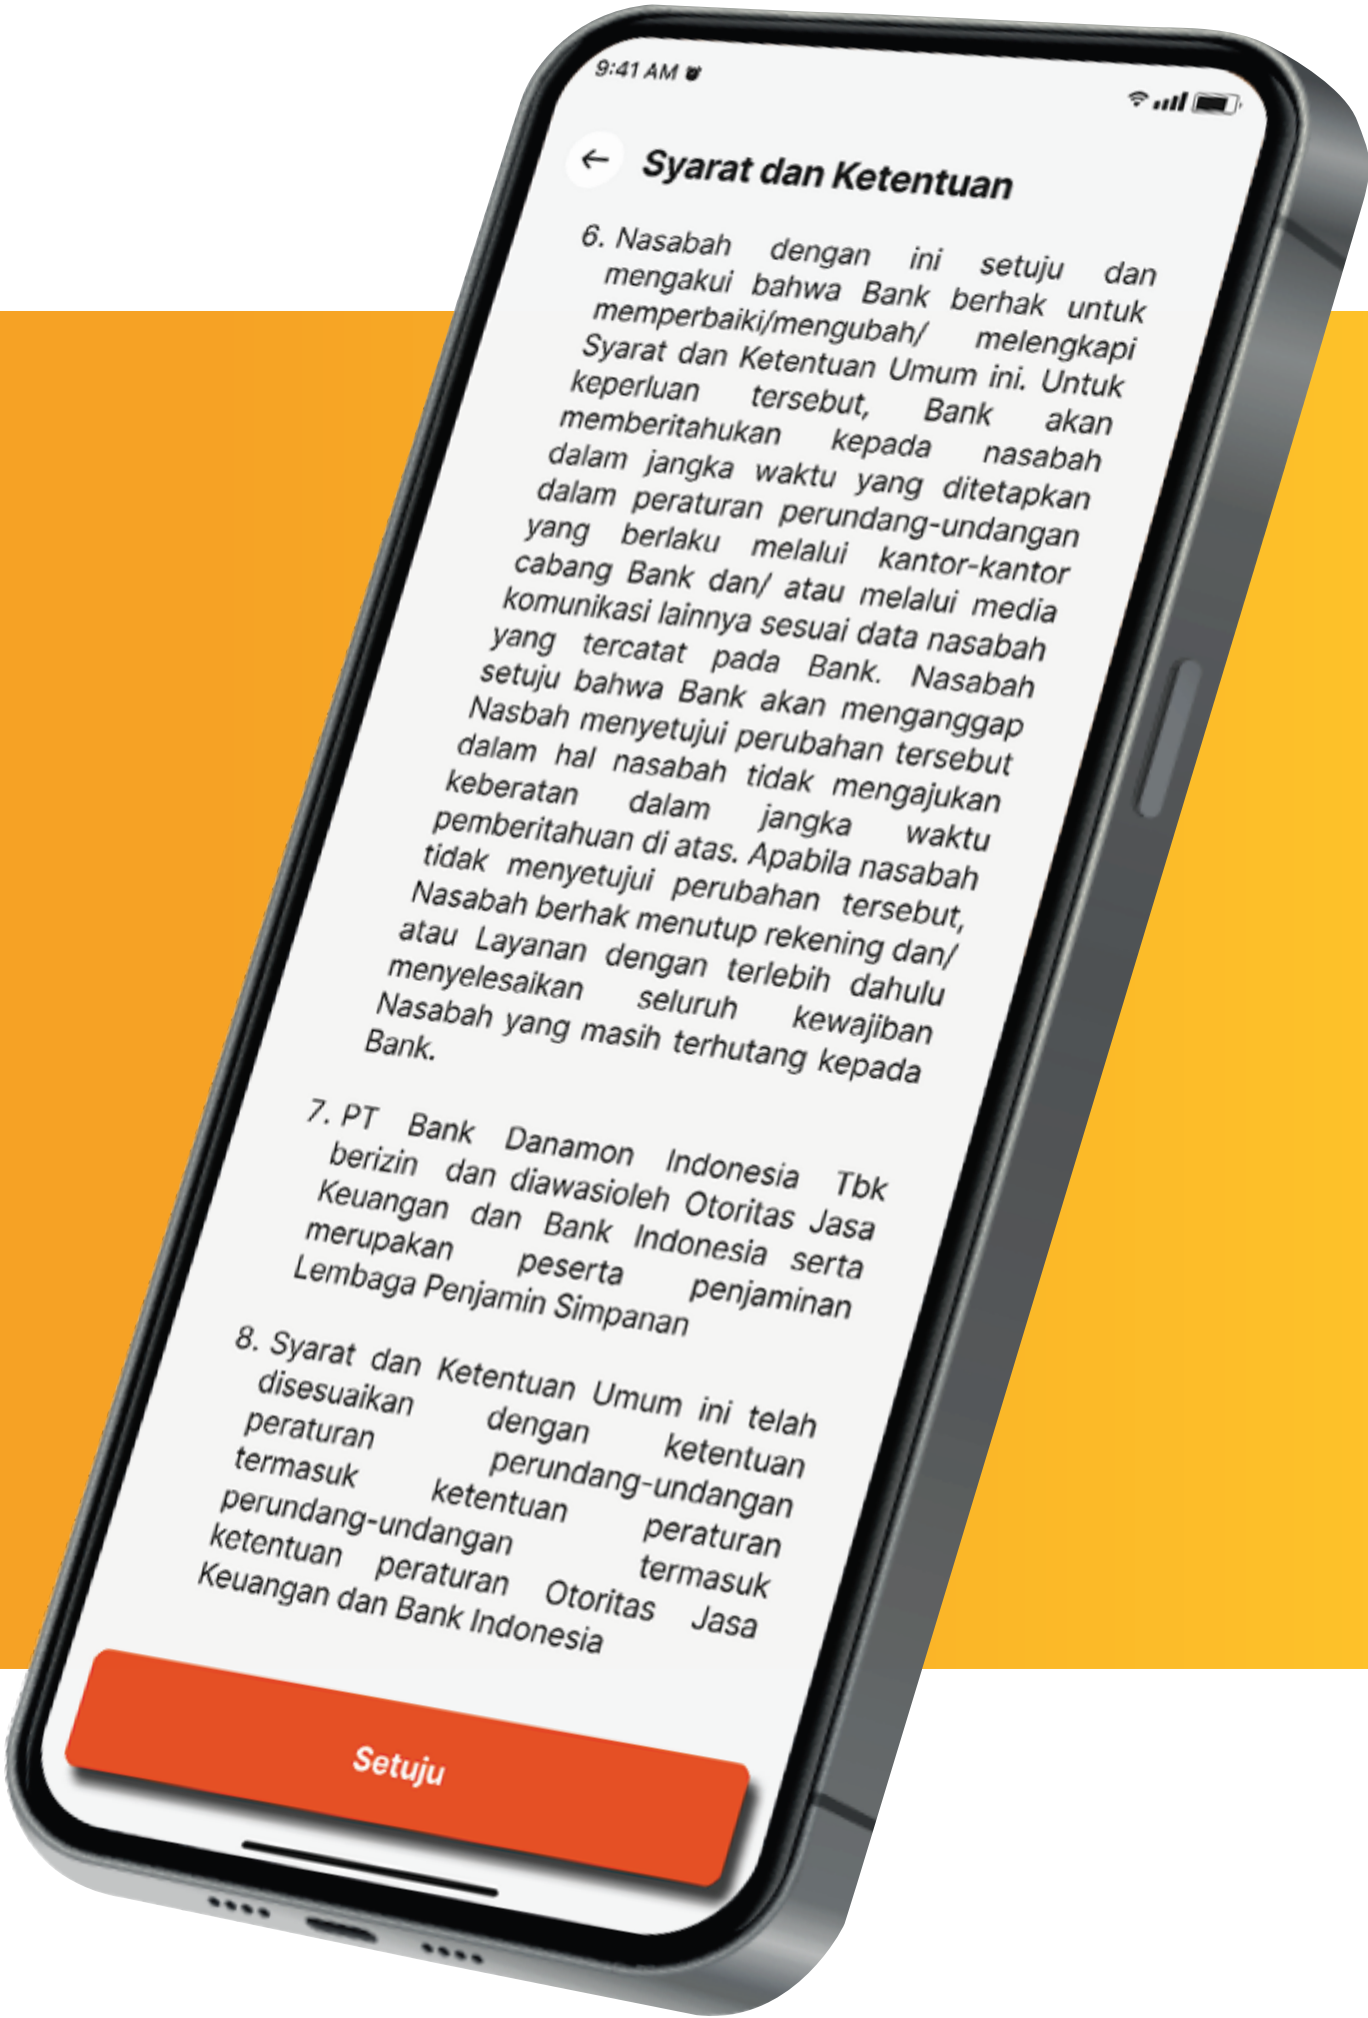 9:41 AM
Syarat dan Ketentuan
6. Nasabah dengan ini setuju dan
mengakui bahwa Bank berhak untuk
memperbaiki/mengubah/ melengkapi
Syarat dan Ketentuan Umum ini. Untuk
keperluan tersebut, Bank akan
memberitahukan kepada nasabah
dalam jangka waktu yang ditetapkan
dalam peraturan perundang-undangan
yang berlaku melalui kantor-kantor
cabang Bank dan/ atau melalui media
komunikasi lainnya sesuai data nasabah
yang tercatat pada Bank. Nasabah
setuju bahwa Bank akan menganggap
Nasbah menyetujui perubahan tersebut
dalam hal nasabah tidak mengajukan
keberatan dalam jangka waktu
pemberitahuan di atas. Apabila nasabah
tidak menyetujui perubahan tersebut,
Nasabah berhak menutup rekening dan/
atau Layanan dengan terlebih dahulu
menyelesaikan seluruh kewajiban
Nasabah yang masih terhutang kepada
Bank.
7. PT Bank Danamon Indonesia Tbk
berizin dan diawasioleh Otoritas Jasa
Keuangan dan Bank Indonesia serta
merupakan peserta penjaminan
Lembaga Penjamin Simpanan
8. Syarat dan Ketentuan Umum ini telah
disesuaikan dengan ketentuan
peraturan perundang-undangan
termasuk ketentuan peraturan
perundang-undangan termasuk
ketentuan peraturan Otoritas Jasa
Keuangan dan Bank Indonesia
Setuju